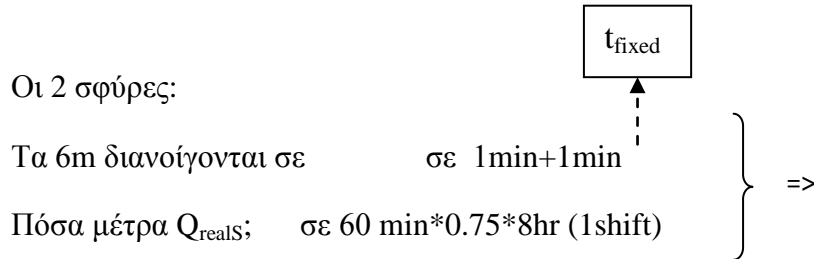 t_fixed
Οι 2 σφύρες:
Τα 6m διανοίγονται σε σε 1min+1min
Πόσα μέτρα Q_realS; σε 60 min*0.75*8hr (1shift)
=>